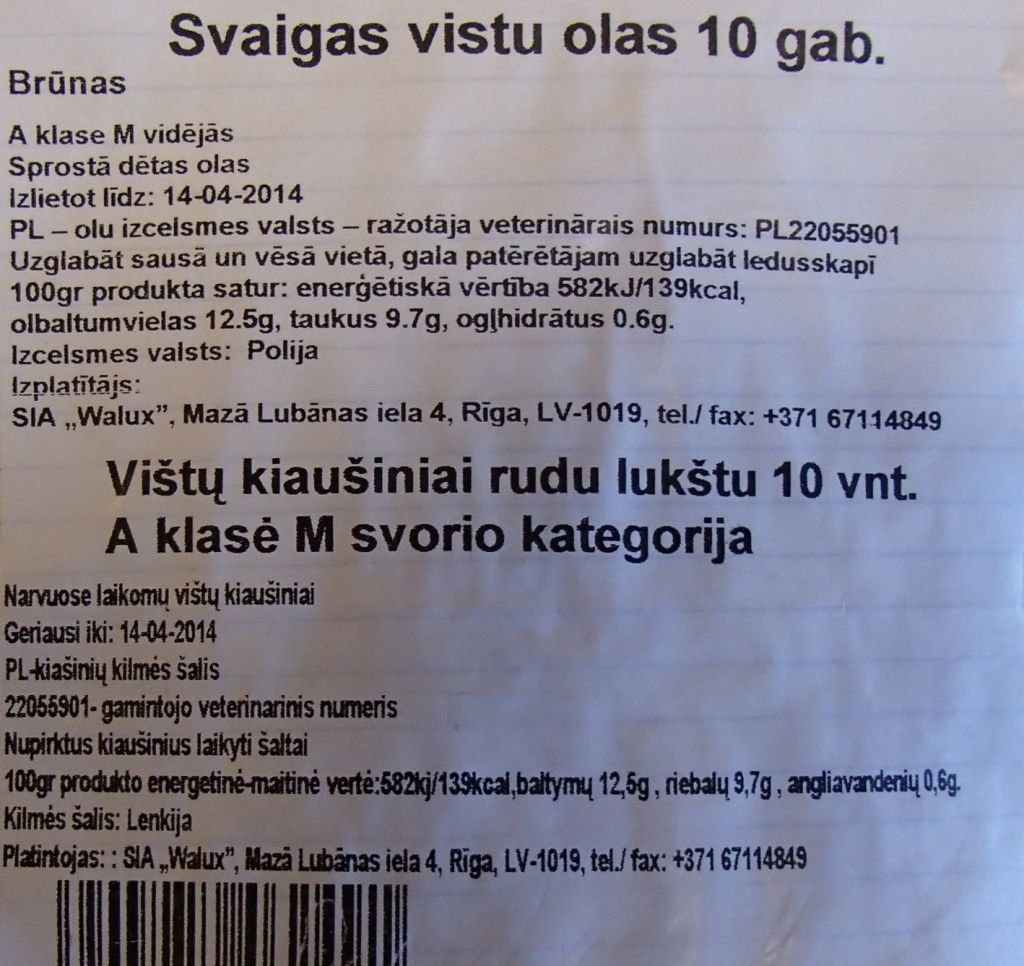 Svaigas vistu olas 10 gab.
Brūnas
A klase M vidējās
Sprostā dētas olas
Izlietot līdz: 14-04-2014
PL – olu izcelsmes valsts – ražotāja veterinārais numurs: PL22055901
Uzglabāt sausā un vēsā vietā, gala patērētājam uzglabāt ledusskapī
100gr produkta satur: enerģētiskā vērtība 582kJ/139kcal,
olbaltumvielas 12.5g, taukus 9.7g, ogļhidrātus 0.6g.
Izcelsmes valsts: Polija
Izplatītājs:
SIA „Walux”, Mazā Lubānas iela 4, Rīga, LV-1019, tel./ fax: +371 67114849
Vištų kiaušiniai rudu lukštu 10 vnt.
A klasė M svorio kategorija
Narvuose laikomų vištų kiaušiniai
Geriausi iki: 14-04-2014
PL-kiašinių kilmės šalis
22055901- gamintojo veterinarinis numeris
Nupirktus kiaušinius laikyti šaltai
100gr produkto energetinė-maitinė vertė:582kj/139kcal,baltymų 12,5g , riebalų 9,7g , angliavandenių 0,6g.
Kilmės šalis: Lenkija
Platintojas: : SIA „Walux”, Mazā Lubānas iela 4, Rīga, LV-1019, tel./ fax: +371 67114849